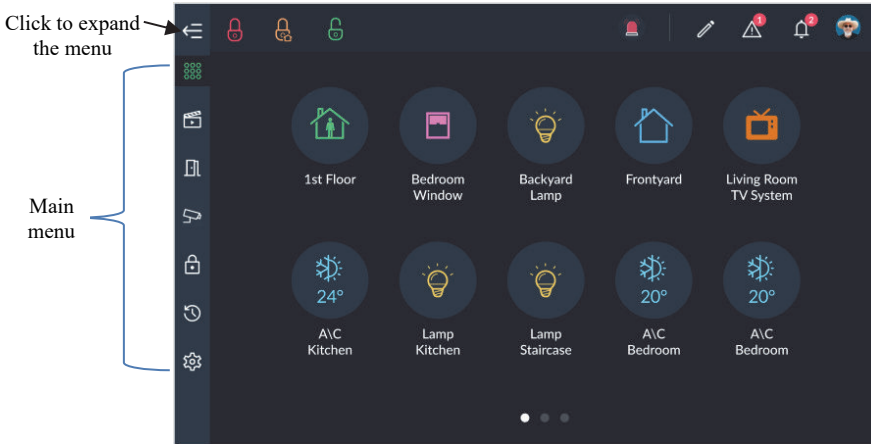 Click to expand
the menu
1
2
Main
menu
1st Floor
Bedroom
Window
Backyard
Lamp
Frontyard
Living Room
TV System
24°
20°
20°
A\C
Kitchen
Lamp
Kitchen
Lamp
Staircase
A\C
Bedroom
A\C
Bedroom